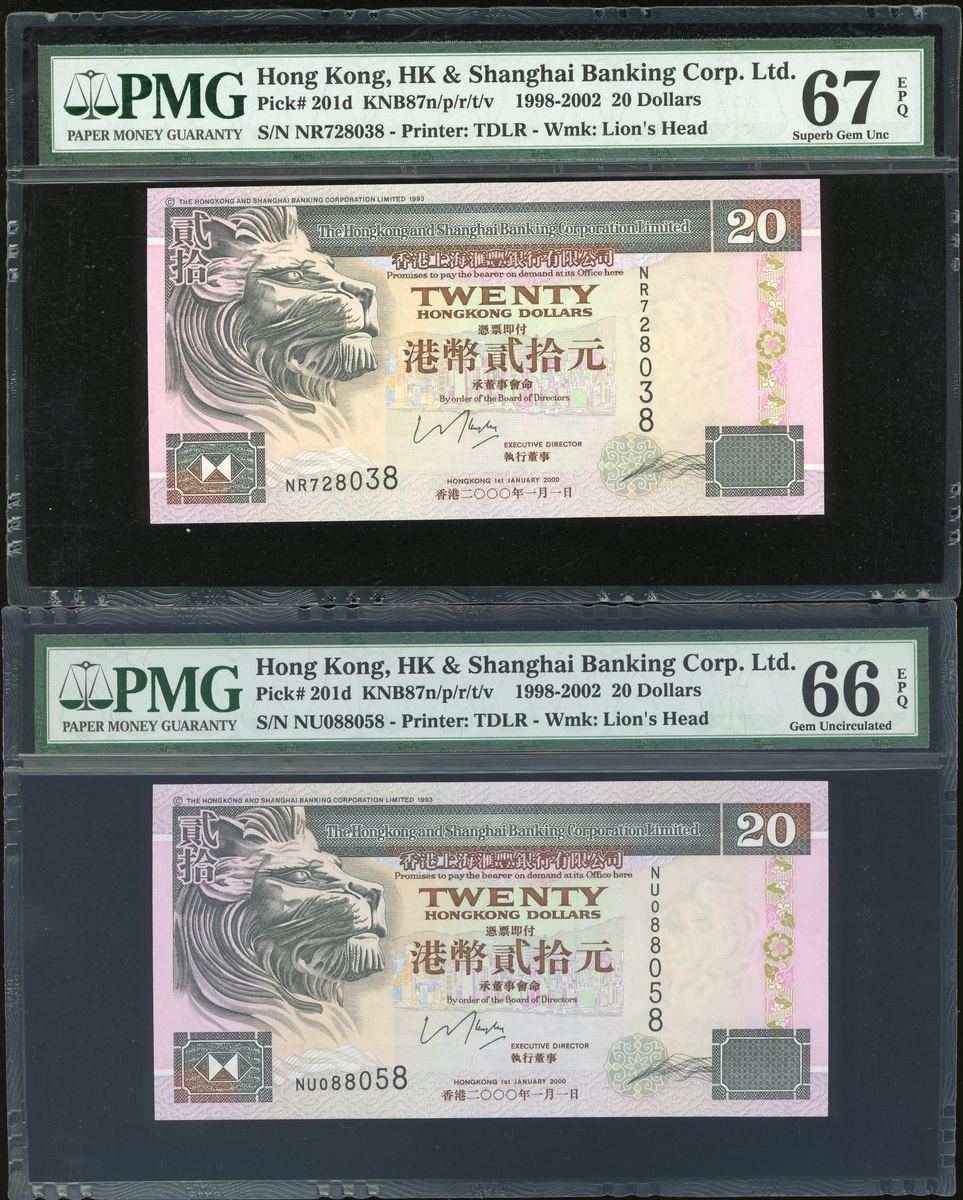 PMG
PAPER MONEY GUARANTY
Hong Kong, HK & Shanghai Banking Corp. Ltd.
Pick# 201d KNB87n/p/r/t/v 1998-2002 20 Dollars
S/N NR728038 - Printer: TDLR - Wmk: Lion's Head
67
EPQ
Superb Gem Unc
© THE HONGKONG AND SHANGHAI BANKING CORPORATION LIMITED 1993
貳拾
The Hongkong and Shanghai Banking Corporation Limited
20
香港上海滙豐銀行有限公司
Promises to pay the bearer on demand at its Office here
TWENTY
HONGKONG DOLLARS
憑票即付
港幣貳拾元
承董事會命
By order of the Board of Directors
EXECUTIVE DIRECTOR
執行董事
HONGKONG 1st JANUARY 2000
香港二〇〇〇年一月一日
NR728038
NR728038
PMG
PAPER MONEY GUARANTY
Hong Kong, HK & Shanghai Banking Corp. Ltd.
Pick# 201d KNB87n/p/r/t/v 1998-2002 20 Dollars
S/N NU088058 - Printer: TDLR - Wmk: Lion's Head
66
EPQ
Gem Uncirculated
© THE HONGKONG AND SHANGHAI BANKING CORPORATION LIMITED 1993
貳拾
The Hongkong and Shanghai Banking Corporation Limited
20
香港上海滙豐銀行有限公司
Promises to pay the bearer on demand at its Office here
TWENTY
HONGKONG DOLLARS
憑票即付
港幣貳拾元
承董事會命
By order of the Board of Directors
EXECUTIVE DIRECTOR
執行董事
HONGKONG 1st JANUARY 2000
香港二〇〇〇年一月一日
NU088058
NU088058